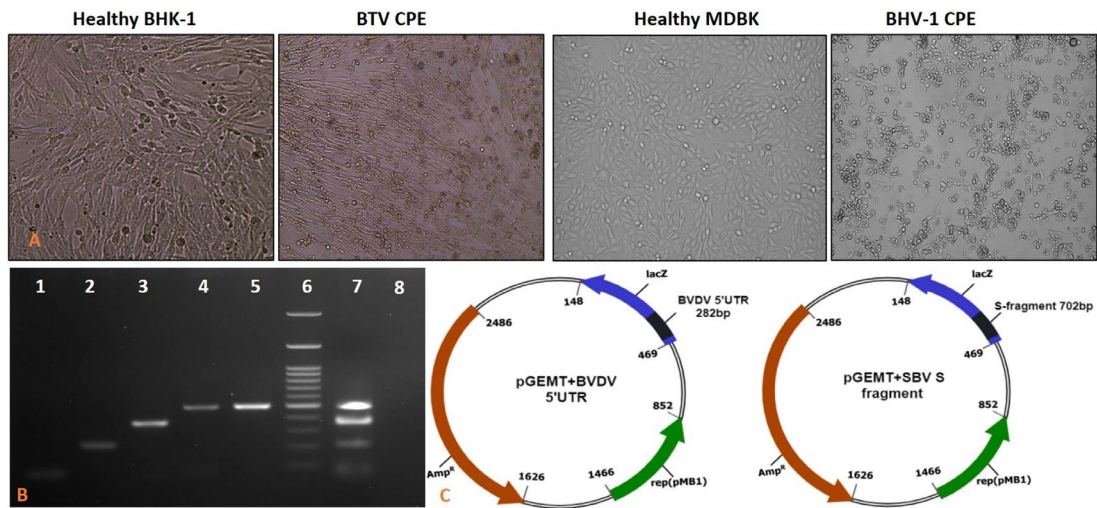 Healthy BHK-1
BTV CPE
Healthy MDBK
BHV-1 CPE
A
1 2 3 4 5 6 7 8
B
lacZ
148
BVDV 5'UTR
282bp
2486
469
pGEMT+BVDV
5'UTR
852
Amp^R
1626
1466
rep(pMB1)
C
lacZ
148
S-fragment 702bp
2486
469
pGEMT+SBV S
fragment
852
Amp^R
1626
1466
rep(pMB1)